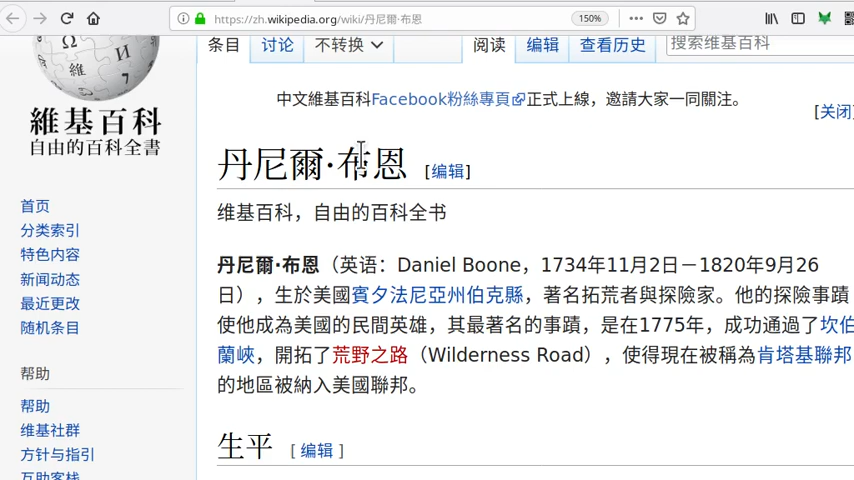 https://zh.wikipedia.org/wiki/丹尼爾·布恩
150%
条目 讨论 不转换 阅读 编辑 查看历史 搜索维基百科
中文維基百科Facebook粉絲專頁正式上線，邀請大家一同關注。
[关闭]
維基百科
自由的百科全書
丹尼爾·布恩 [编辑]
维基百科，自由的百科全书
首页
分类索引
特色内容
新闻动态
最近更改
随机条目
帮助
帮助
维基社群
方针与指引
互助客栈
丹尼爾·布恩（英语：Daniel Boone，1734年11月2日－1820年9月26
日），生於美國賓夕法尼亞州伯克縣，著名拓荒者與探險家。他的探險事蹟
使他成為美國的民間英雄，其最著名的事蹟，是在1775年，成功通過了坎伯
蘭峽，開拓了荒野之路（Wilderness Road），使得現在被稱為肯塔基聯邦
的地區被納入美國聯邦。
生平 [编辑]